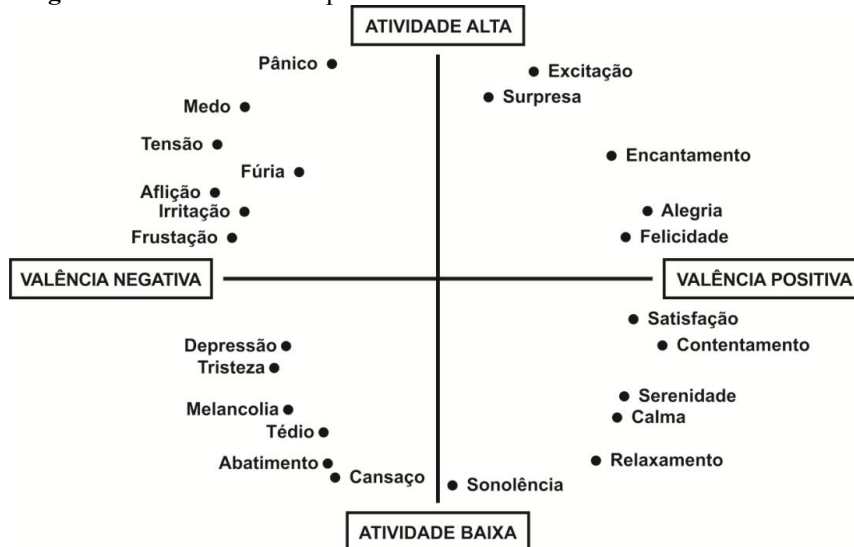 ATIVIDADE ALTA
Pânico
Excitação
Surpresa
Medo
Tensão
Encantamento
Fúria
Aflição
Irritação
Alegria
Frustação
Felicidade
VALÊNCIA NEGATIVA
VALÊNCIA POSITIVA
Satisfação
Depressão
Contentamento
Tristeza
Serenidade
Melancolia
Calma
Tédio
Abatimento
Relaxamento
Cansaço
Sonolência
ATIVIDADE BAIXA